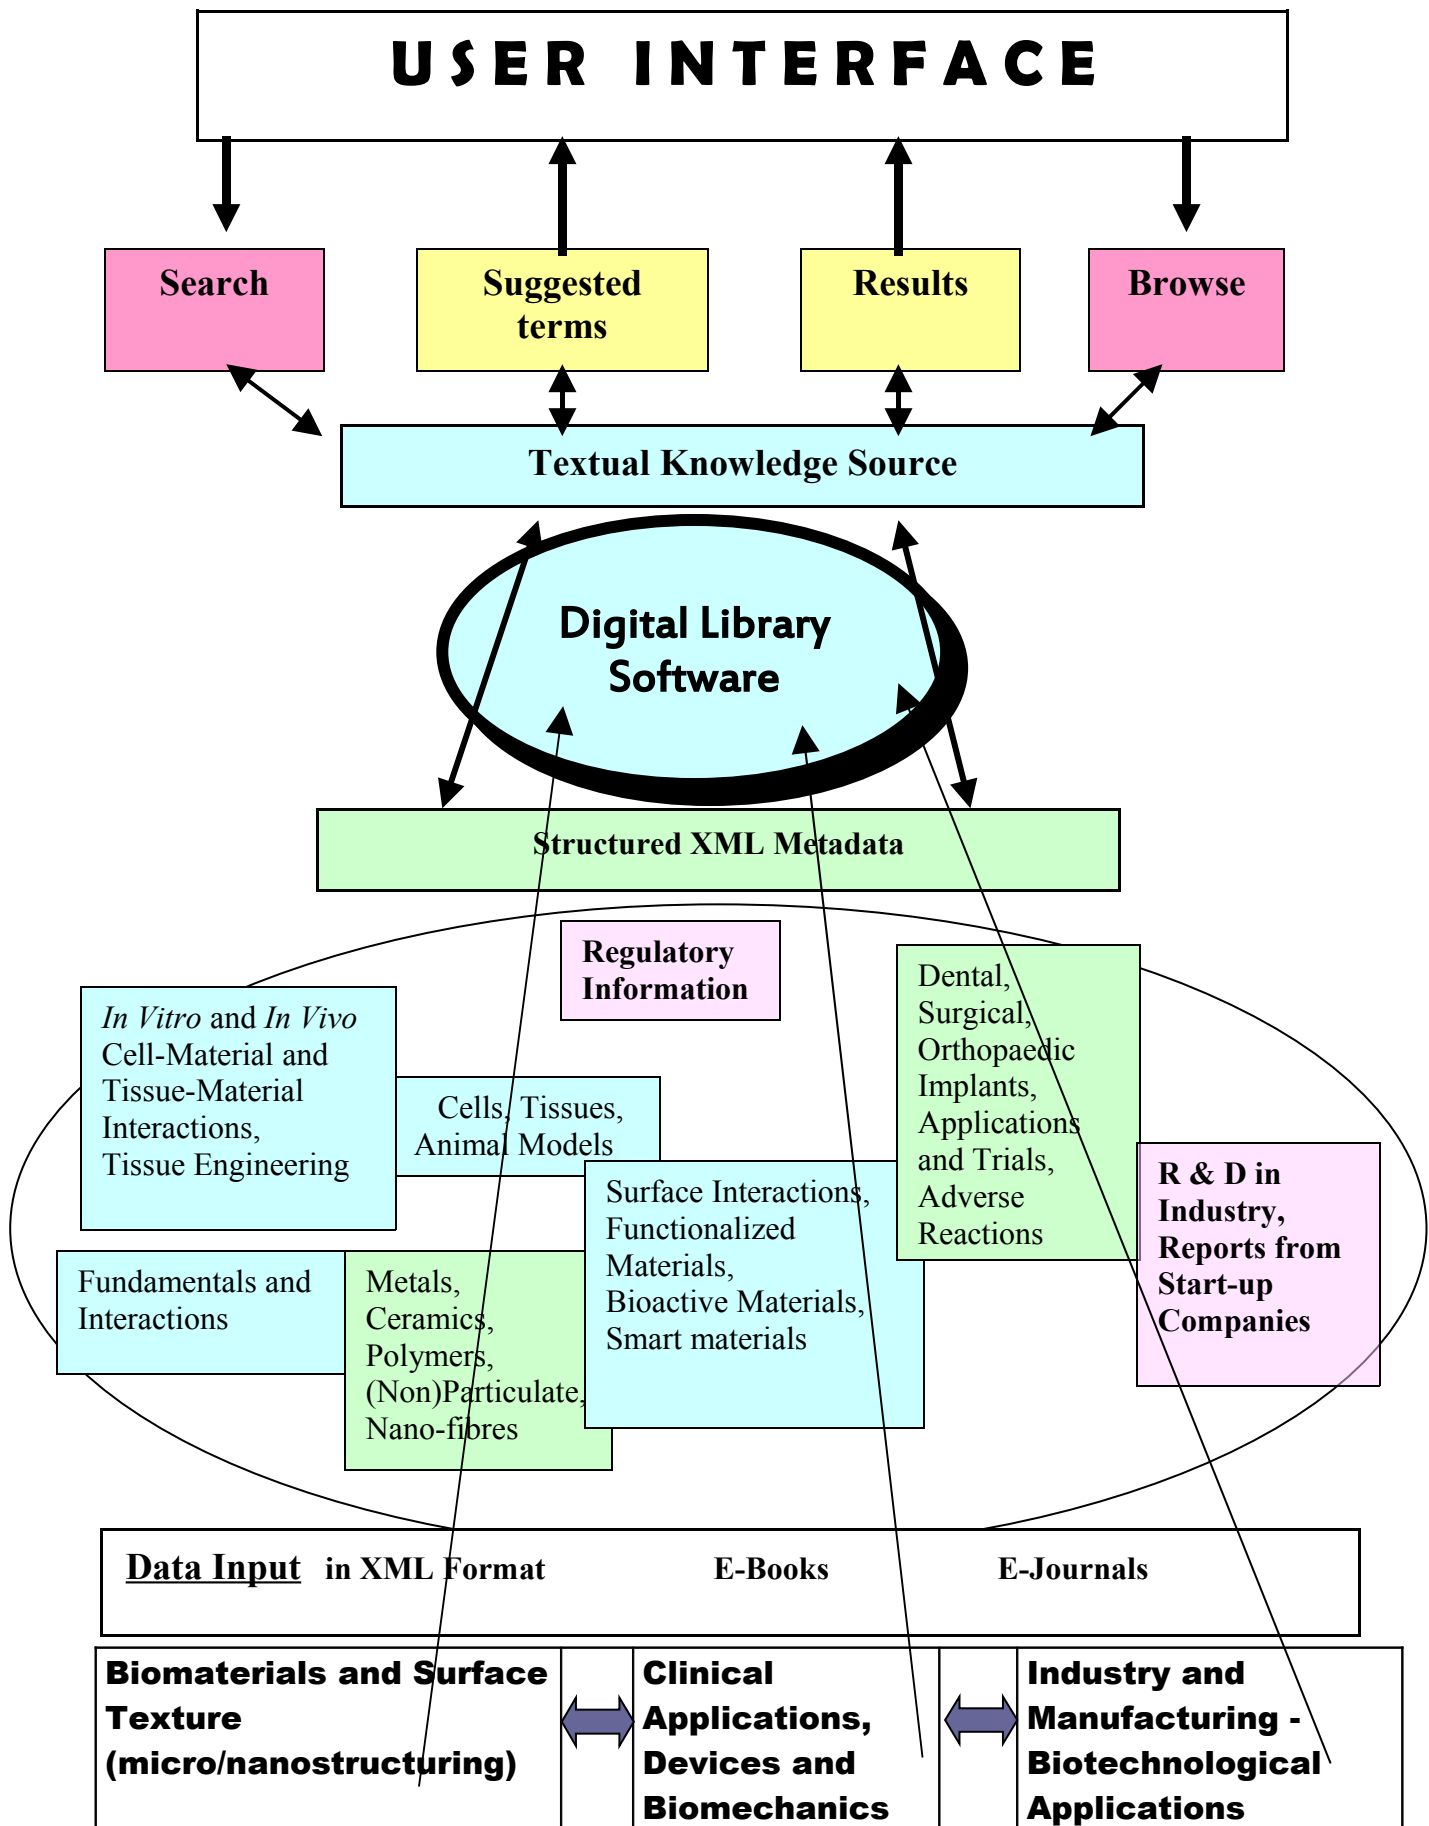 USER INTERFACE
Search
Suggested
terms
Results
Browse
Textual Knowledge Source
Digital Library
Software
Structured XML Metadata
Regulatory
Information
In Vitro and In Vivo
Cell-Material and
Tissue-Material
Interactions,
Tissue Engineering
Cells, Tissues,
Animal Models
Dental,
Surgical,
Orthopaedic
Implants,
Applications
and Trials,
Adverse
Reactions
Surface Interactions,
Functionalized
Materials,
Bioactive Materials,
Smart materials
R & D in
Industry,
Reports from
Start-up
Companies
Fundamentals and
Interactions
Metals,
Ceramics,
Polymers,
(Non)Particulate,
Nano-fibres
Data Input in XML Format E-Books E-Journals
Biomaterials and Surface
Texture
(micro/nanostructuring)
Clinical
Applications,
Devices and
Biomechanics
Industry and
Manufacturing -
Biotechnological
Applications